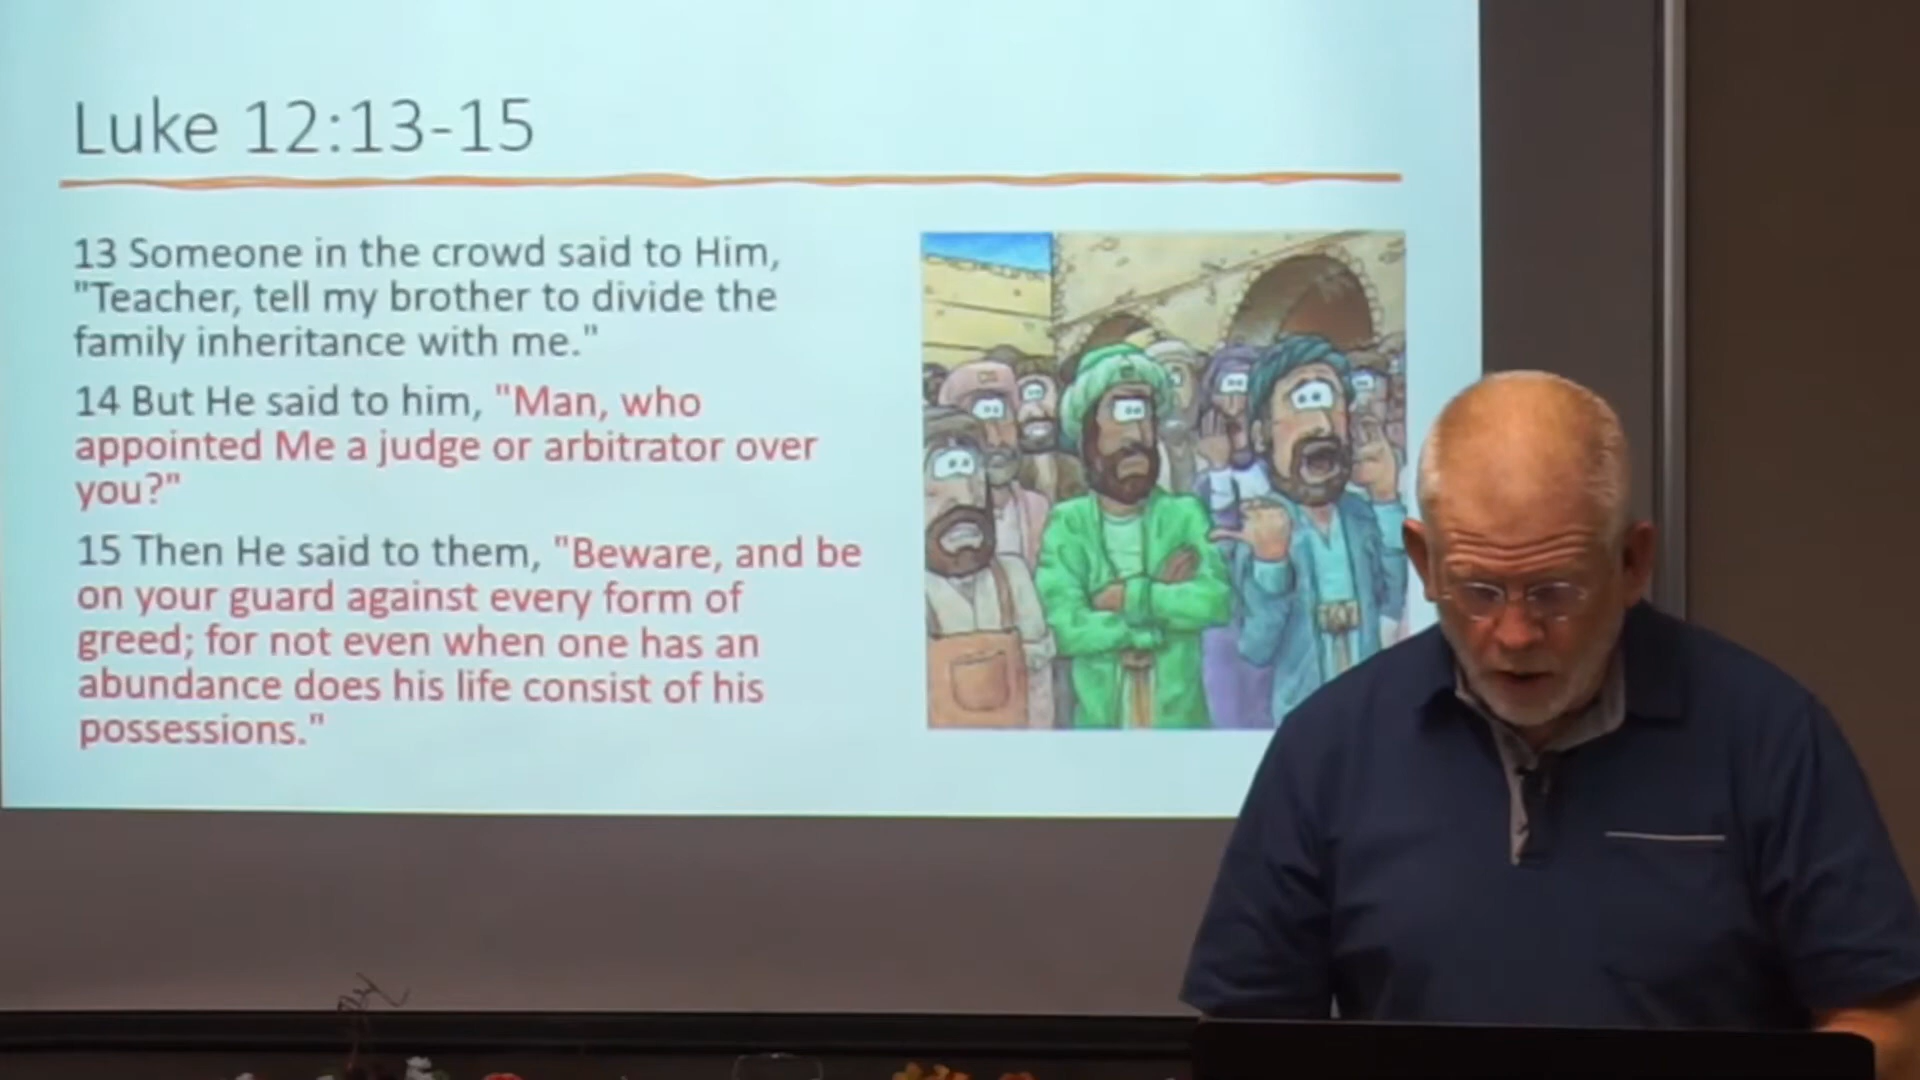 Luke 12:13-15
13 Someone in the crowd said to Him,
"Teacher, tell my brother to divide the
family inheritance with me."
14 But He said to him, "Man, who
appointed Me a judge or arbitrator over
you?"
15 Then He said to them, "Beware, and be
on your guard against every form of
greed; for not even when one has an
abundance does his life consist of his
possessions."